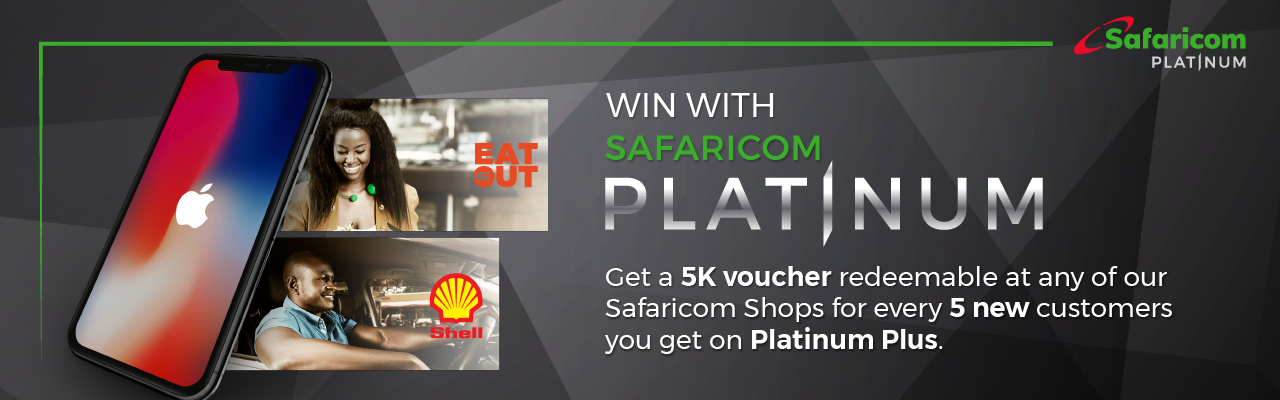 Safaricom
PLATINUM
EAT
OUT
Shell
WIN WITH
SAFARICOM
PLATINUM
Get a 5K voucher redeemable at any of our
Safaricom Shops for every 5 new customers
you get on Platinum Plus.